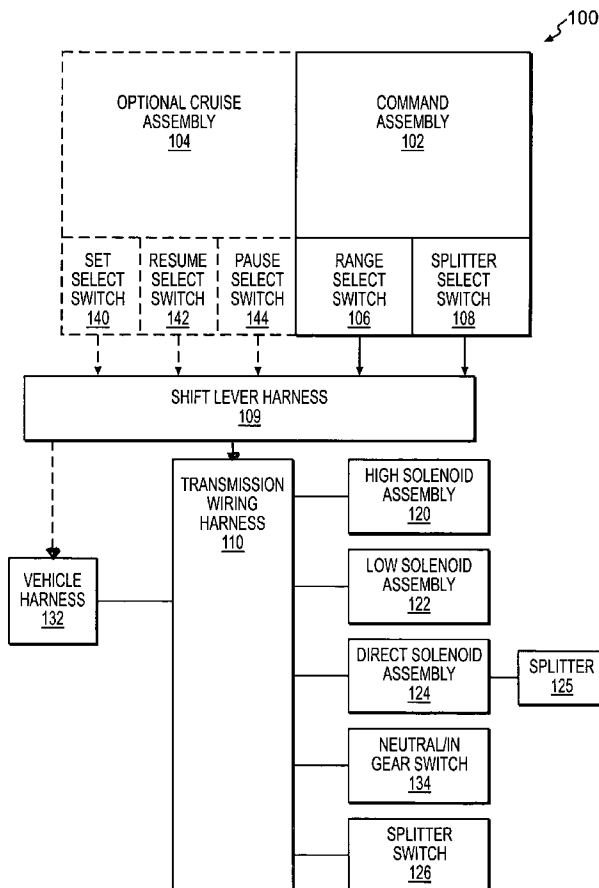 100
OPTIONAL CRUISE
ASSEMBLY
104
COMMAND
ASSEMBLY
102
SET
SELECT
SWITCH
140
RESUME
SELECT
SWITCH
142
PAUSE
SELECT
SWITCH
144
RANGE
SELECT
SWITCH
106
SPLITTER
SELECT
SWITCH
108
SHIFT LEVER HARNESS
109
TRANSMISSION
WIRING
HARNESS
110
HIGH SOLENOID
ASSEMBLY
120
LOW SOLENOID
ASSEMBLY
122
VEHICLE
HARNESS
132
DIRECT SOLENOID
ASSEMBLY
124
SPLITTER
125
NEUTRAL/IN
GEAR SWITCH
134
SPLITTER
SWITCH
126